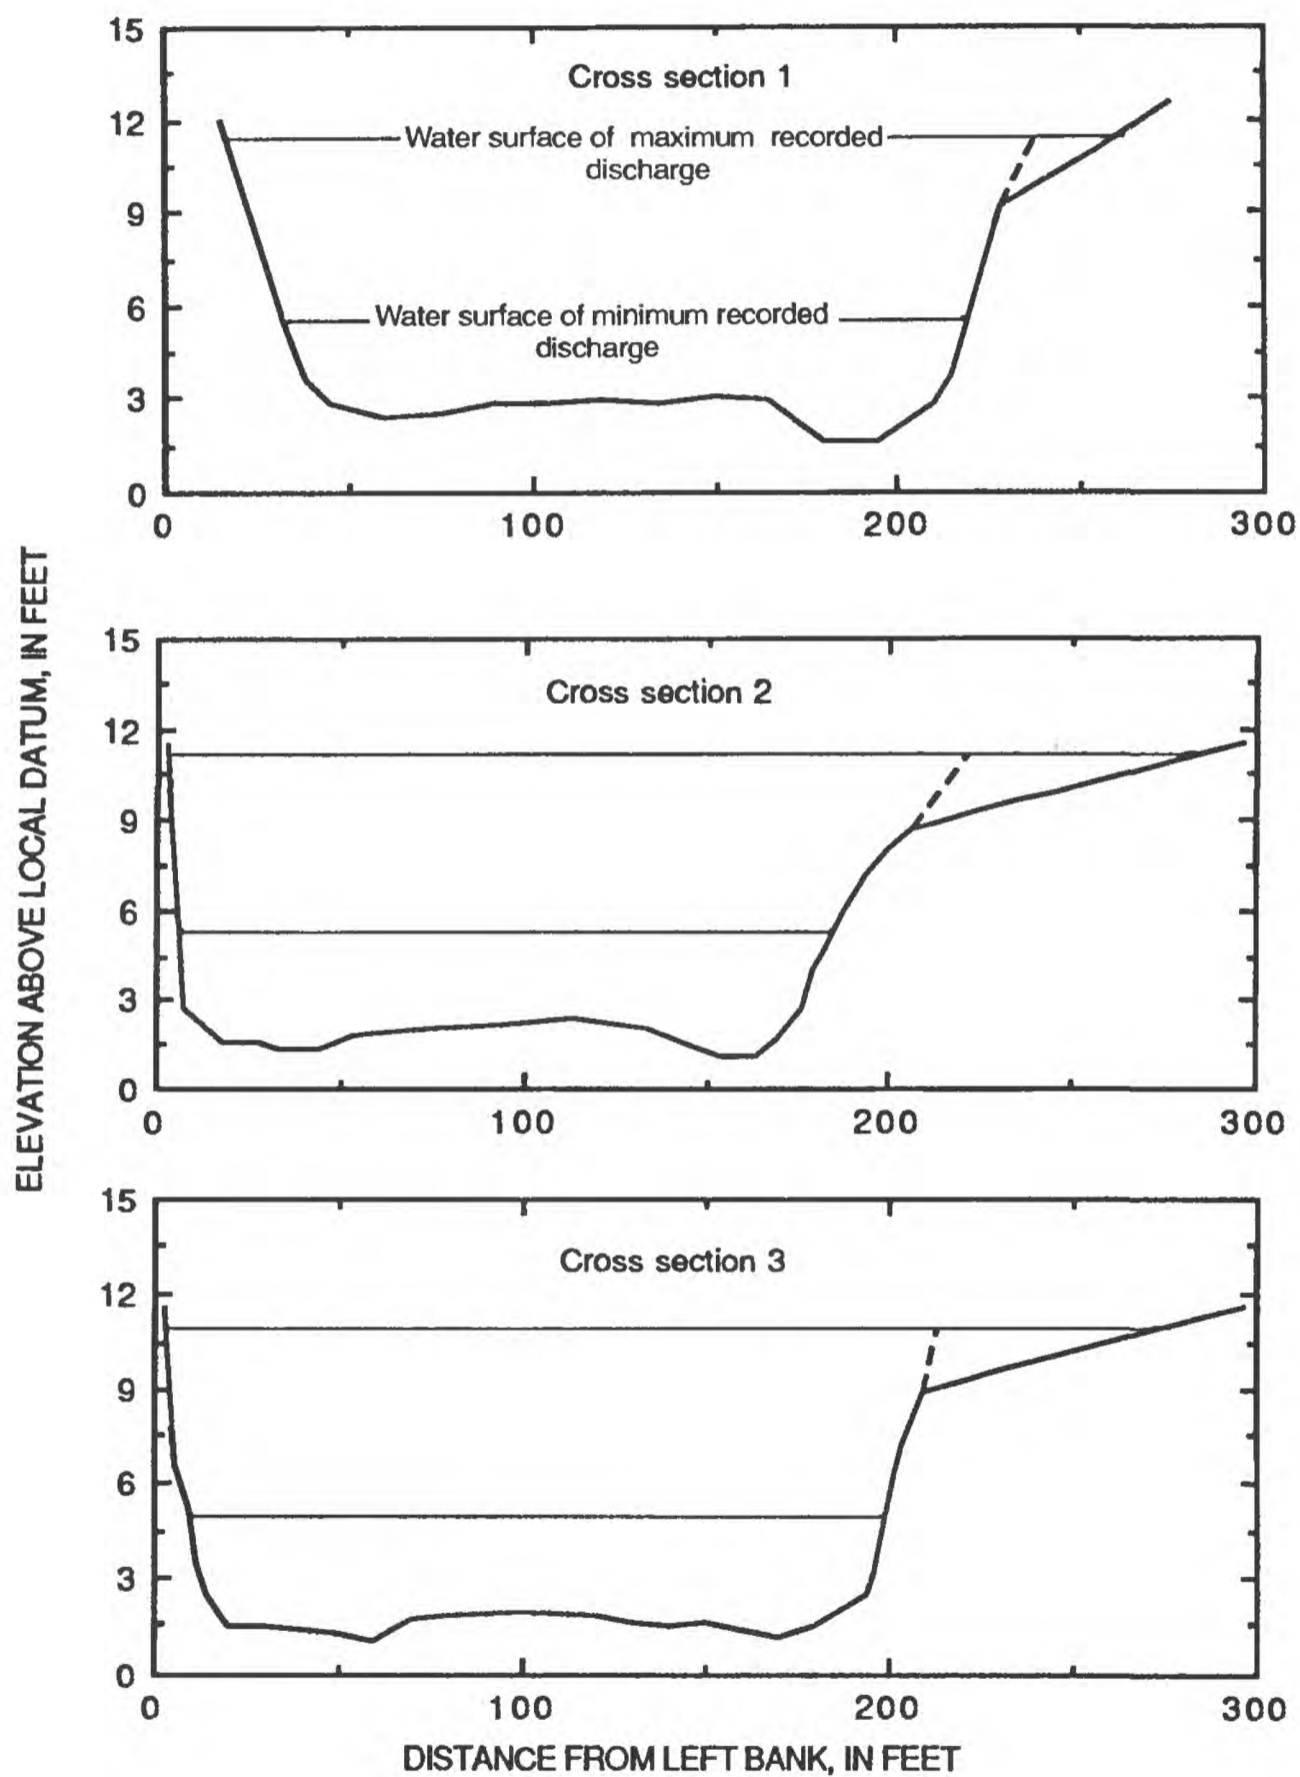 15
Cross section 1
12
Water surface of maximum recorded
discharge
9
6
Water surface of minimum recorded
discharge
3
0
0 100 200 300
ELEVATION ABOVE LOCAL DATUM, IN FEET
15
Cross section 2
12
9
6
3
0
0 100 200 300
15
Cross section 3
12
9
6
3
0
0 100 200 300
DISTANCE FROM LEFT BANK, IN FEET